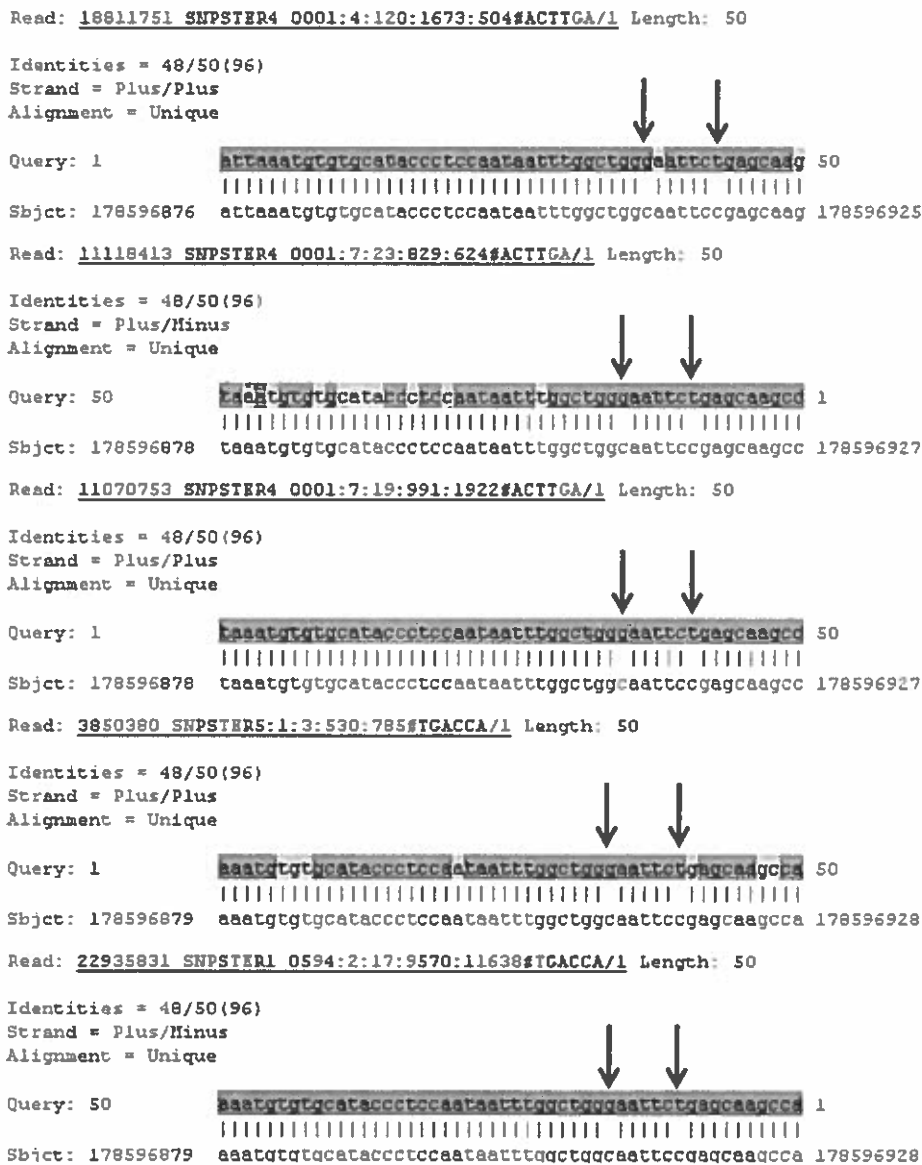 Read: 18811751 SNPSTER4 0001:4:120:1673:504#ACTTGA/1 Length: 50
Identities = 48/50(96)
Strand = Plus/Plus
Alignment = Unique
Query: 1 attaaatgtgtgcataccctccaataatttggctgggaattctgagcaag 50
Sbjct: 178596876 attaaatgtgtgcataccctccaataatttggctggcaattccgagcaag 178596925
Read: 11118413 SNPSTER4 0001:7:23:829:624#ACTTGA/1 Length: 50
Identities = 48/50(96)
Strand = Plus/Minus
Alignment = Unique
Query: 50 taaatgtgtgcataccctccaataatttggctgggaattctgagcaagcc 1
Sbjct: 178596878 taaatgtgtgcataccctccaataatttggctggcaattccgagcaagcc 178596927
Read: 11070753 SNPSTER4 0001:7:19:991:1922#ACTTGA/1 Length: 50
Identities = 48/50(96)
Strand = Plus/Plus
Alignment = Unique
Query: 1 taaatgtgtgcataccctccaataatttggctgggaattctgagcaagcc 50
Sbjct: 178596878 taaatgtgtgcataccctccaataatttggctggcaattccgagcaagcc 178596927
Read: 3850380 SNPSTER5:1:3:530:785#TGACCA/1 Length: 50
Identities = 48/50(96)
Strand = Plus/Plus
Alignment = Unique
Query: 1 aaatgtgtgcataccctccaataatttggctgggaattctgagcaagcca 50
Sbjct: 178596879 aaatgtgtgcataccctccaataatttggctggcaattccgagcaagcca 178596928
Read: 22935831 SNPSTER1 0594:2:17:9570:11638#TGACCA/1 Length: 50
Identities = 48/50(96)
Strand = Plus/Minus
Alignment = Unique
Query: 50 aaatgtgtgcataccctccaataatttggctgggaattctgagcaagcca 1
Sbjct: 178596879 aaatgtgtgcataccctccaataatttggctggcaattccgagcaagcca 178596928